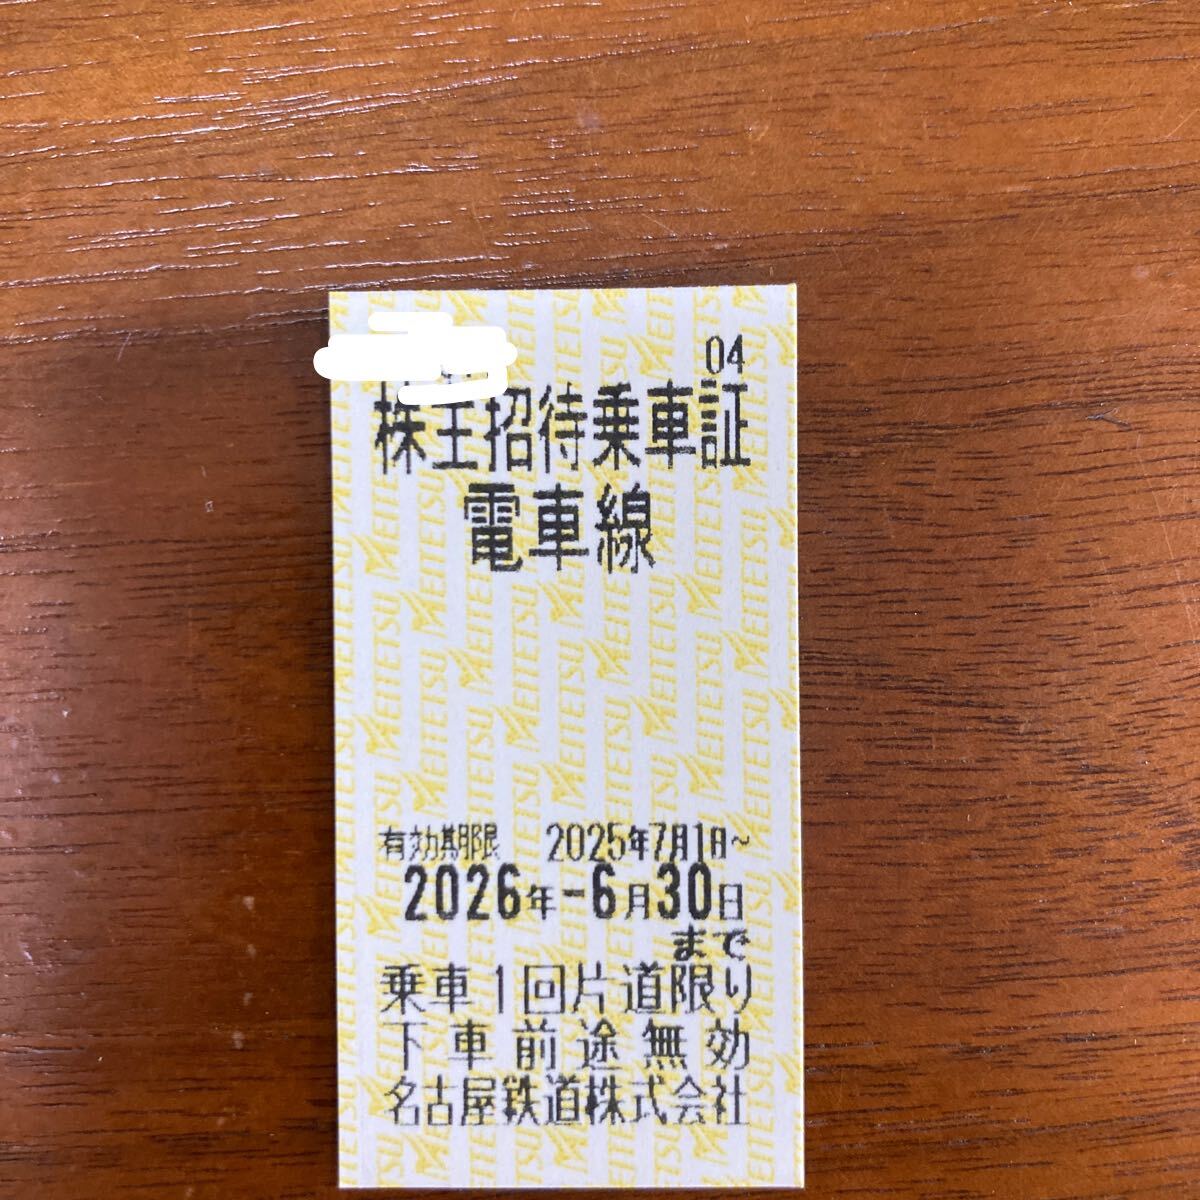 04
株主招待乗車証
電車線
有効期限 2025年7月1日~
2026年-6月30日
まで
乗車1回片道限り
下車前途無効
名古屋鉄道株式会社
MEITETSU